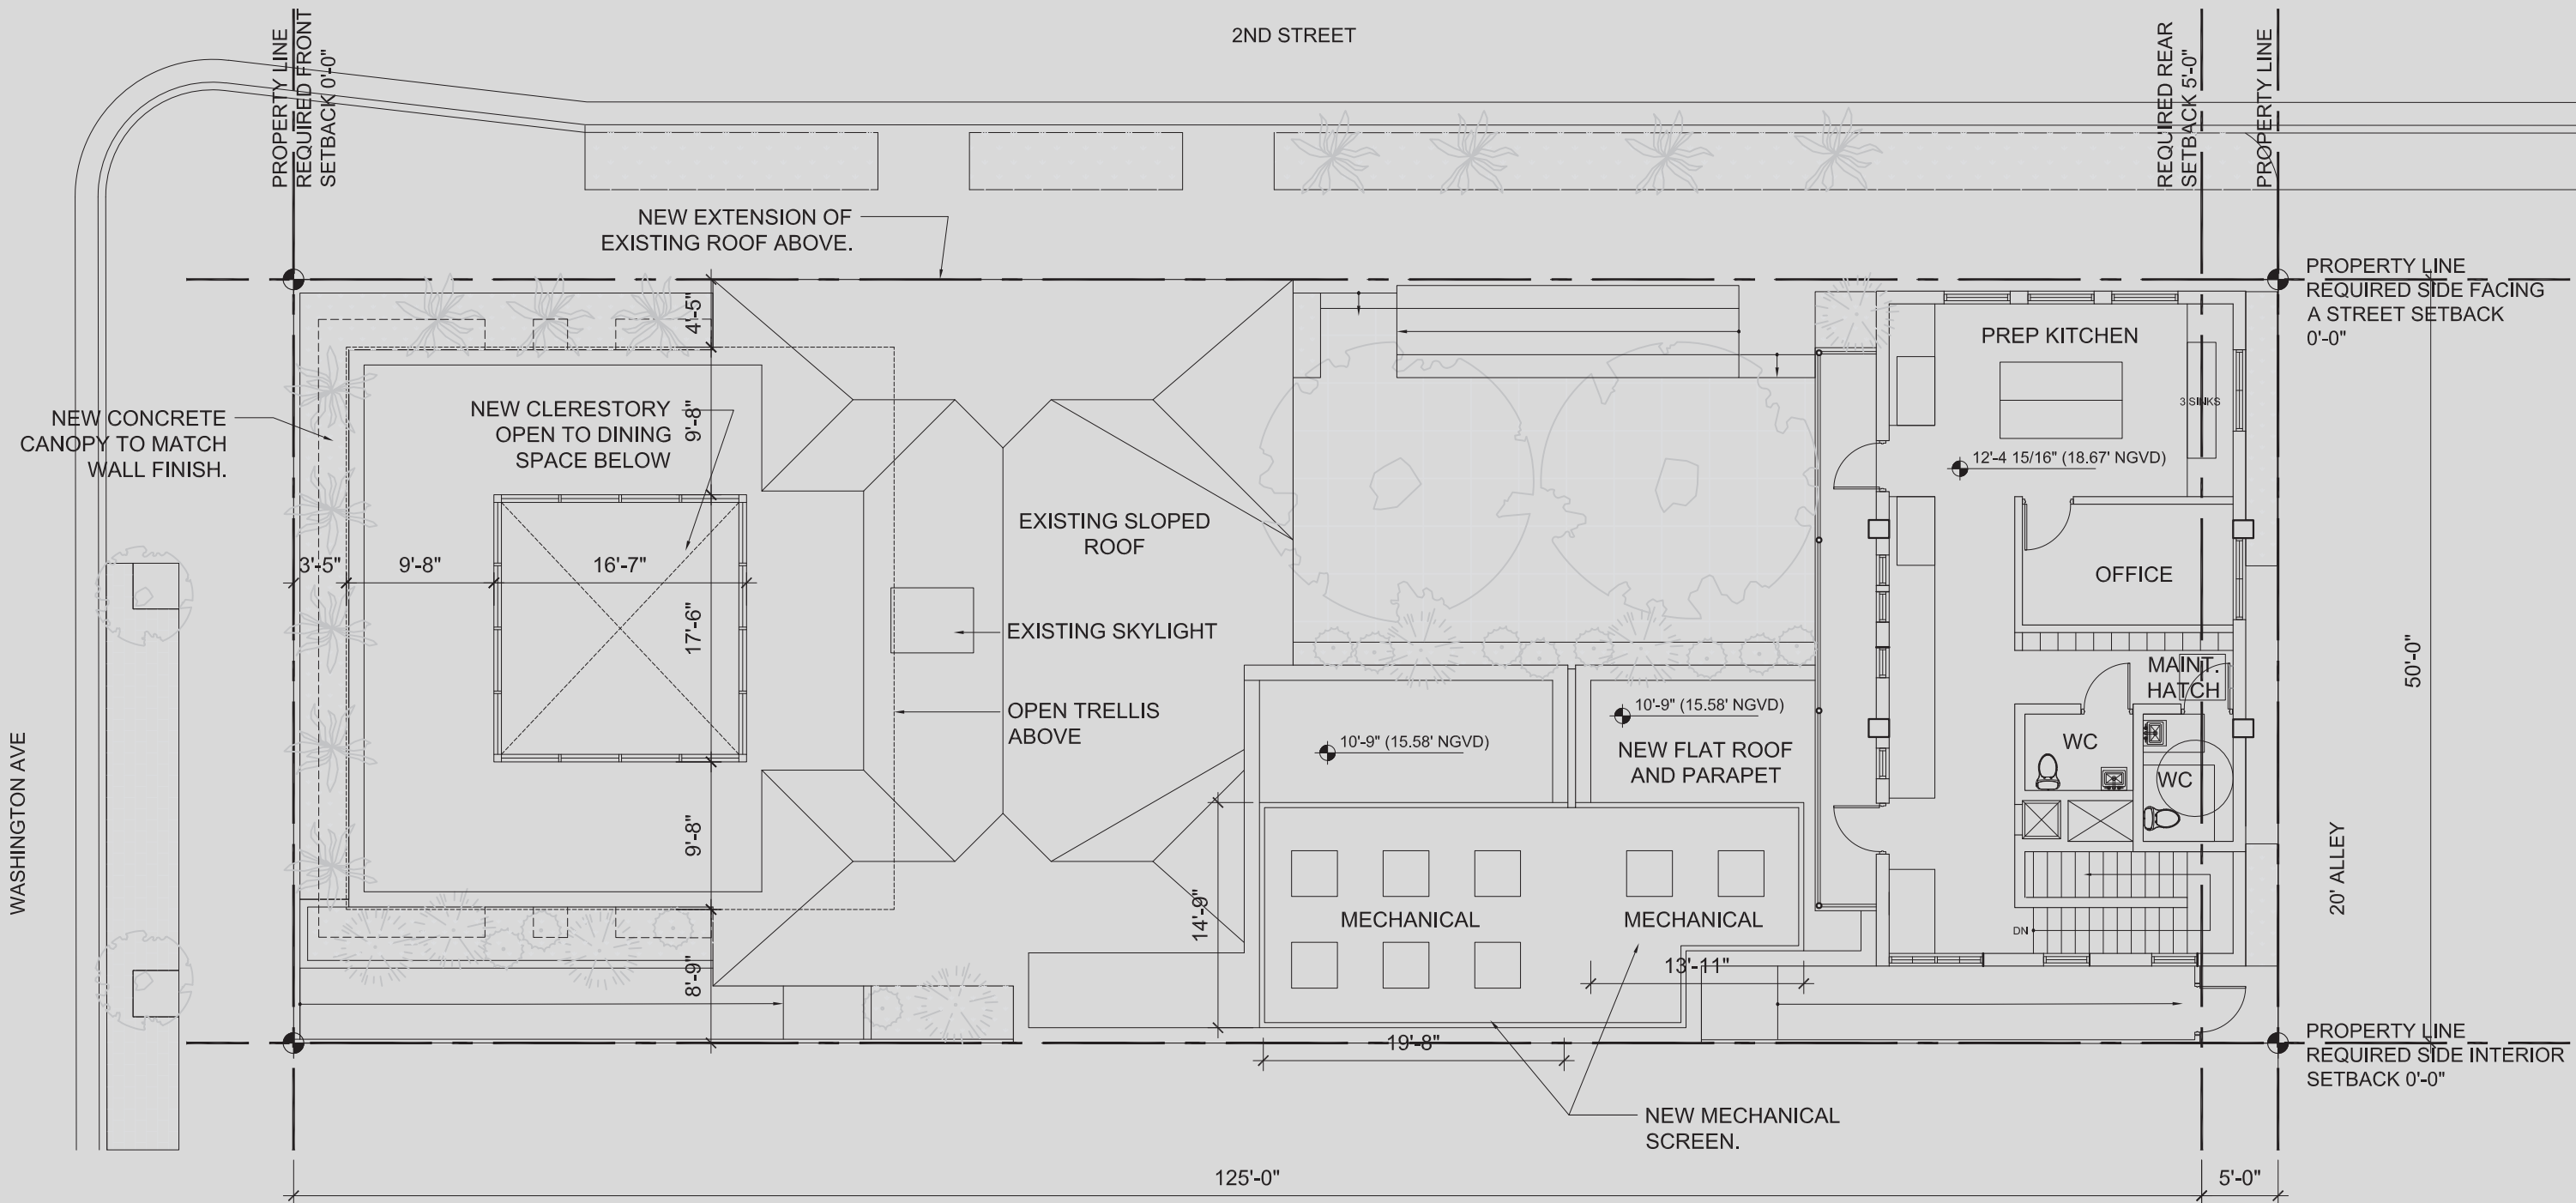 2ND STREET
PROPERTY LINE
REQUIRED FRONT
SETBACK 0'-0"
REQUIRED REAR
SETBACK 5'-0"
PROPERTY LINE
NEW EXTENSION OF
EXISTING ROOF ABOVE.
PROPERTY LINE
REQUIRED SIDE FACING
A STREET SETBACK
0'-0"
4'-5"
PREP KITCHEN
NEW CONCRETE
CANOPY TO MATCH
WALL FINISH.
NEW CLERESTORY
OPEN TO DINING
SPACE BELOW
9'-8"
3 SINKS
12'-4 15/16" (18.67' NGVD)
EXISTING SLOPED
ROOF
3'-5"
9'-8"
16'-7"
OFFICE
17'-6"
EXISTING SKYLIGHT
50'-0"
MAINT.
HATCH
OPEN TRELLIS
ABOVE
10'-9" (15.58' NGVD)
10'-9" (15.58' NGVD)
NEW FLAT ROOF
AND PARAPET
WC
WC
WASHINGTON AVE
9'-8"
20' ALLEY
14'-9"
MECHANICAL
MECHANICAL
DN
8'-9"
13'-11"
19'-8"
PROPERTY LINE
REQUIRED SIDE INTERIOR
SETBACK 0'-0"
NEW MECHANICAL
SCREEN.
125'-0"
5'-0"